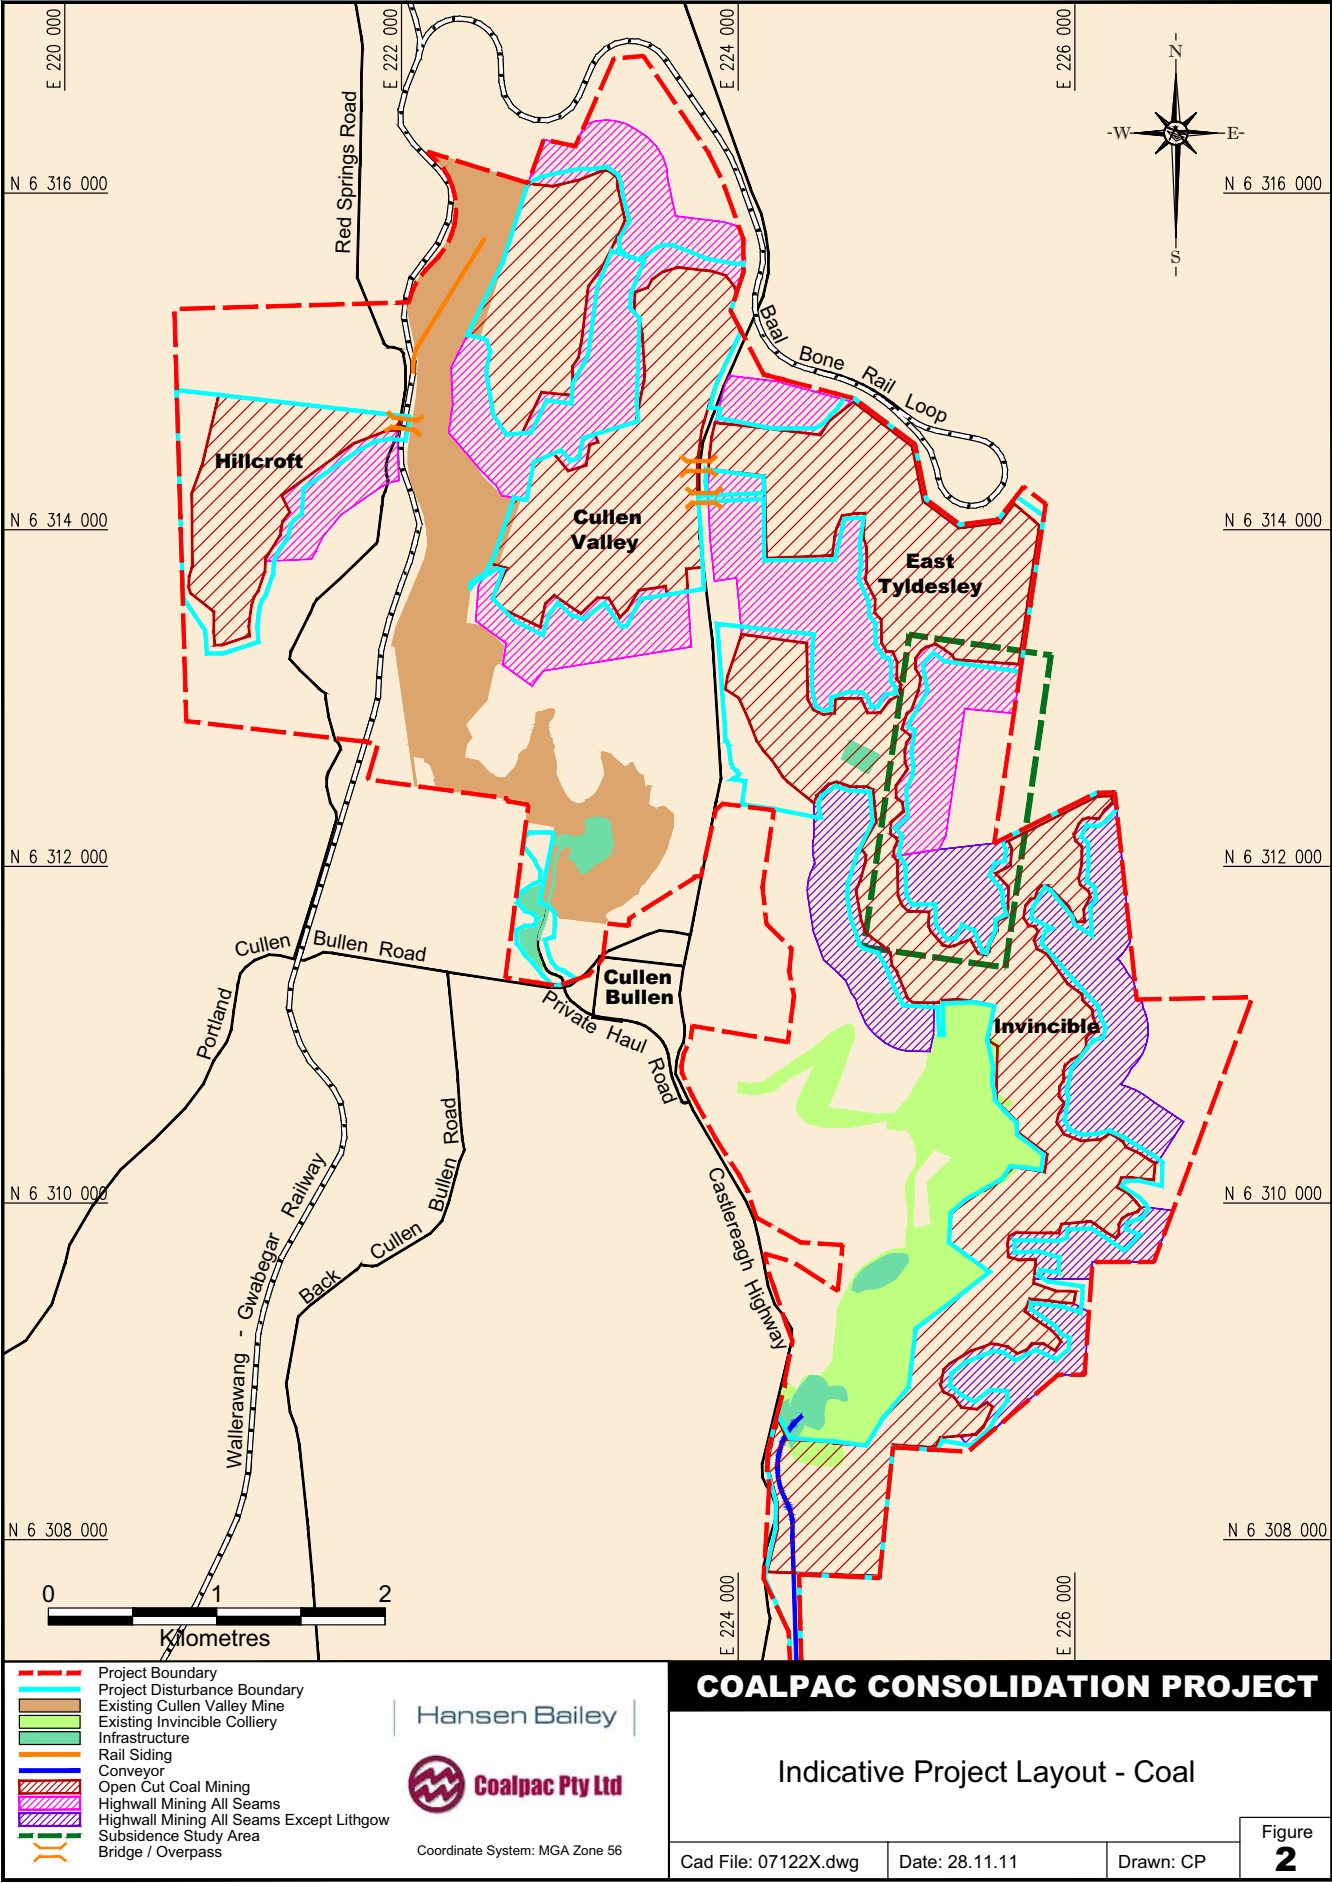 E 220 000
E 222 000
E 224 000
E 226 000
N
-W
E-
S
N 6 316 000
N 6 316 000
Red Springs Road
Baal Bone Rail Loop
Hillcroft
Cullen
Valley
N 6 314 000
N 6 314 000
East
Tyldesley
N 6 312 000
N 6 312 000
Cullen Bullen Road
Portland
Cullen
Bullen
Private Haul Road
Invincible
Back Cullen Bullen Road
Castlereagh Highway
N 6 310 000
N 6 310 000
Wallerawang - Gwabegar Railway
N 6 308 000
N 6 308 000
0 1 2
Kilometres
E 224 000
E 226 000
Project Boundary
Project Disturbance Boundary
Existing Cullen Valley Mine
Existing Invincible Colliery
Infrastructure
Rail Siding
Conveyor
Open Cut Coal Mining
Highwall Mining All Seams
Highwall Mining All Seams Except Lithgow
Subsidence Study Area
Bridge / Overpass
Hansen Bailey
Coalpac Pty Ltd
Coordinate System: MGA Zone 56
COALPAC CONSOLIDATION PROJECT
Indicative Project Layout - Coal
Cad File: 07122X.dwg
Date: 28.11.11
Drawn: CP
Figure
2